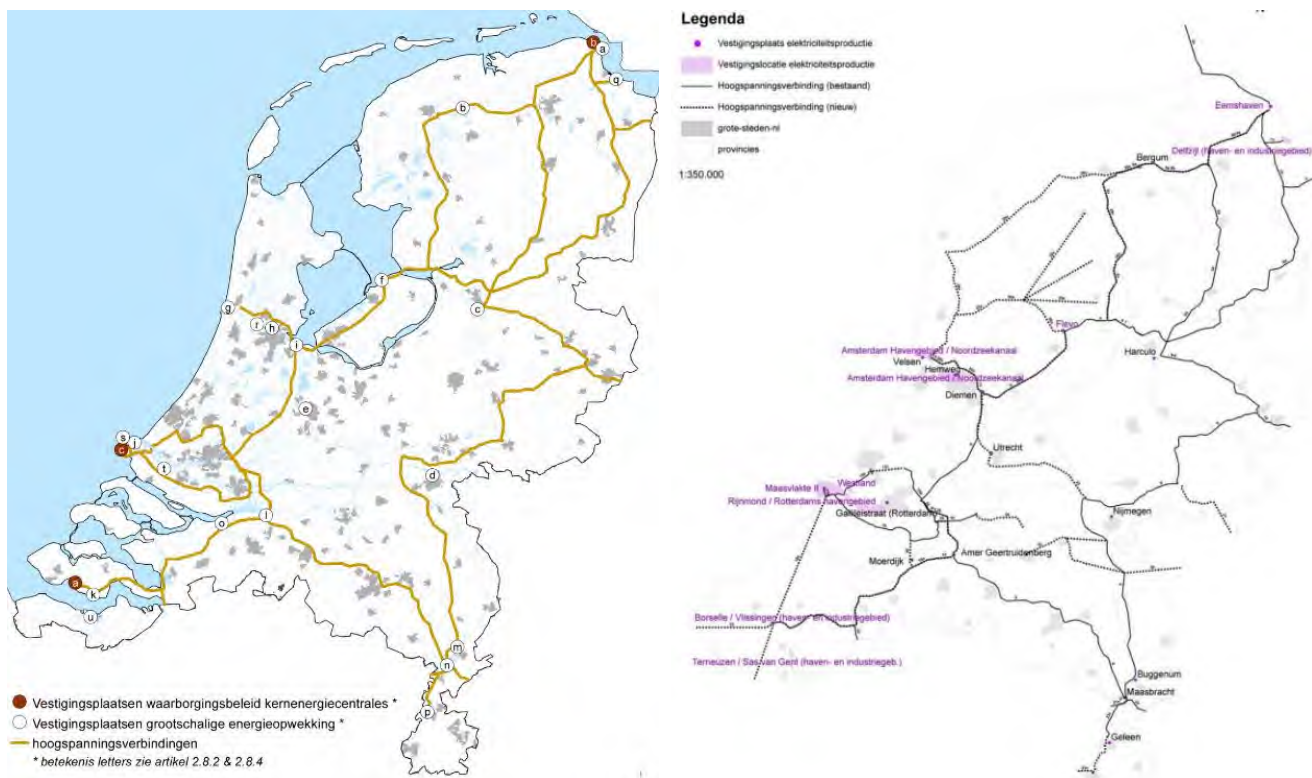 b
a
q
b
f
c
g
r
h
i
e
s
j
c
t
d
o
l
a
k
u
m
n
p
Vestigingsplaatsen waarborgingsbeleid kernenergiecentrales *
Vestigingsplaatsen grootschalige energieopwekking *
hoogspanningsverbindingen
* betekenis letters zie artikel 2.8.2 & 2.8.4
Legenda
Vestigingsplaats elektriciteitsproductie
Vestigingslocatie elektriciteitsproductie
Hoogspanningsverbinding (bestaand)
Hoogspanningsverbinding (nieuw)
grote-steden-nl
provincies
1:350.000
Eemshaven
Delfzijl (haven- en industriegebied)
Bergum
Flevo
Amsterdam Havengebied / Noordzeekanaal
Velsen
Harculo
Hemweg
Amsterdam Havengebied / Noordzeekanaal
Diemen
Utrecht
Maasvlakte II
Westland
Rijnmond / Rotterdams havengebied
Galileistraat (Rotterdam)
Nijmegen
Moerdijk
Amer Geertruidenberg
Borselle / Vlissingen (haven- en industriegebied)
Terneuzen / Sas van Gent (haven- en industriegeb.)
Buggenum
Maasbracht
Geleen